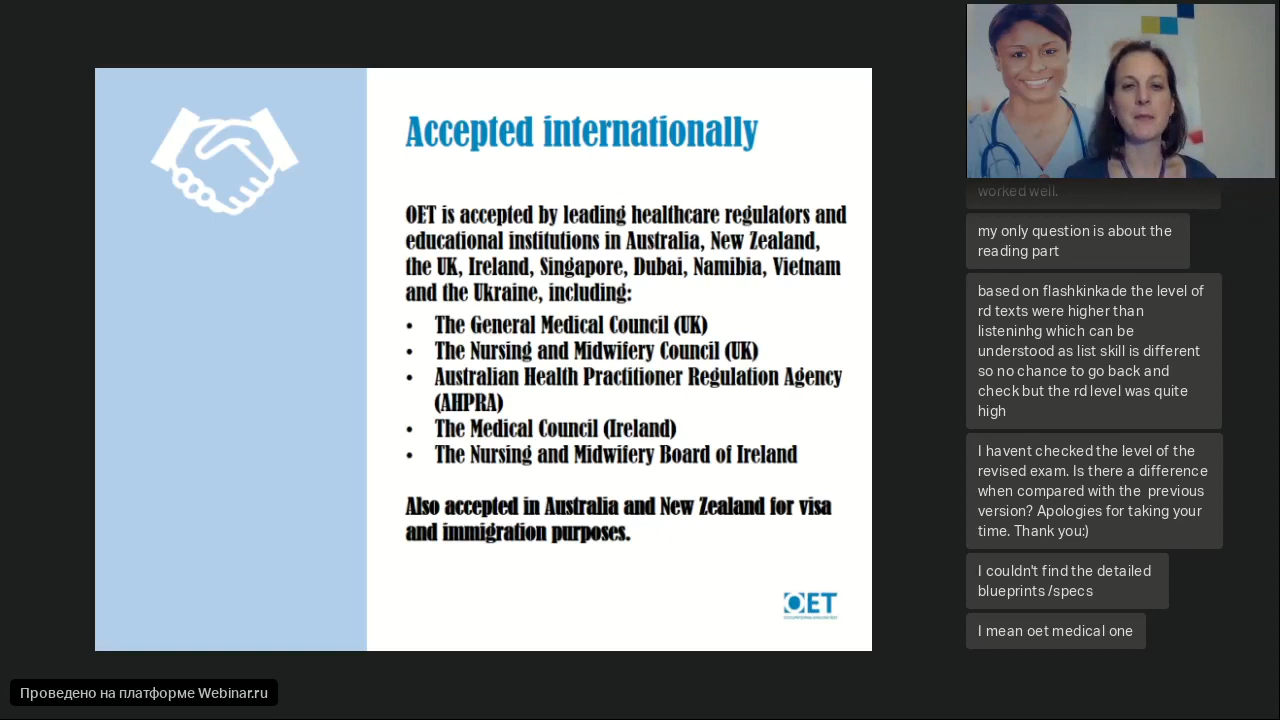 Accepted internationally
OET is accepted by leading healthcare regulators and
educational institutions in Australia, New Zealand,
the UK, Ireland, Singapore, Dubai, Namibia, Vietnam
and the Ukraine, including:
• The General Medical Council (UK)
• The Nursing and Midwifery Council (UK)
• Australian Health Practitioner Regulation Agency
(AHPRA)
• The Medical Council (Ireland)
• The Nursing and Midwifery Board of Ireland
Also accepted in Australia and New Zealand for visa
and immigration purposes.
OET
worked well.
my only question is about the
reading part
based on flashkinkade the level of
rd texts were higher than
listeninhg which can be
understood as list skill is different
so no chance to go back and
check but the rd level was quite
high
I havent checked the level of the
revised exam. Is there a difference
when compared with the  previous
version? Apologies for taking your
time. Thank you:)
I couldn't find the detailed
blueprints /specs
I mean oet medical one
Проведено на платформе Webinar.ru